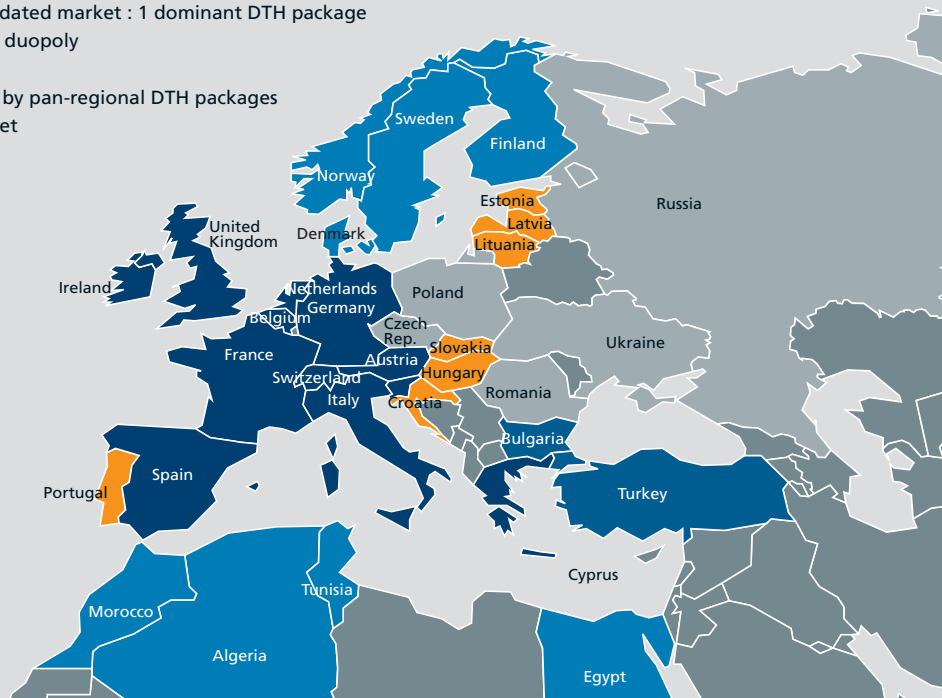 dated market : 1 dominant DTH package
duopoly
by pan-regional DTH packages
et
Sweden
Finland
Norway
Russia
Estonia
Latvia
Denmark
Lituania
United
Kingdom
Ireland
Netherlands
Poland
Germany
Belgium
Czech
Rep.
Ukraine
France
Slovakia
Austria
Hungary
Switzerland
Romania
Italy
Croatia
Bulgaria
Spain
Portugal
Turkey
Cyprus
Tunisia
Morocco
Algeria
Egypt